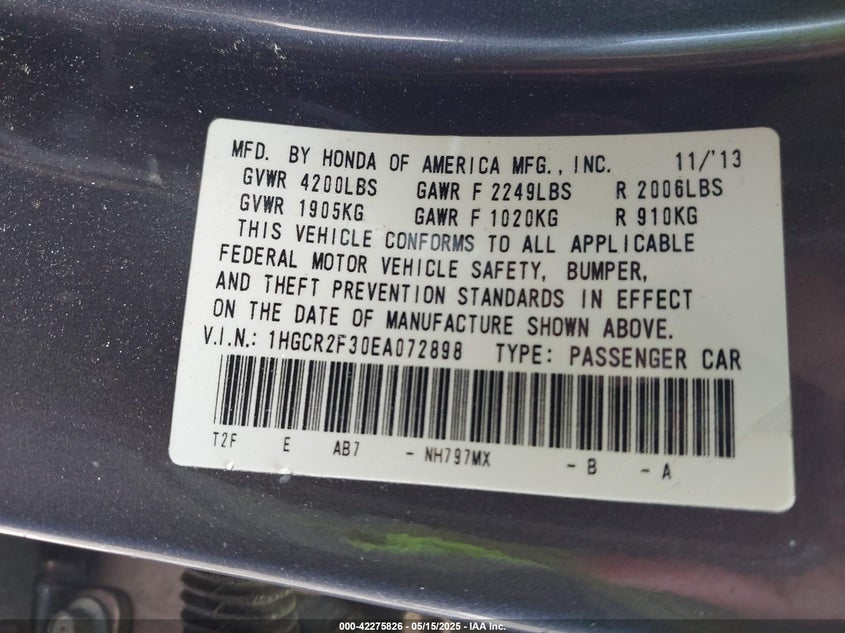 MFD. BY HONDA OF AMERICA MFG., INC. 11/'13
GVWR 4200LBS GAWR F 2249LBS R 2006LBS
GVWR 1905KG GAWR F 1020KG R 910KG
THIS VEHICLE CONFORMS TO ALL APPLICABLE
FEDERAL MOTOR VEHICLE SAFETY, BUMPER,
AND THEFT PREVENTION STANDARDS IN EFFECT
ON THE DATE OF MANUFACTURE SHOWN ABOVE.
V.I.N.: 1HGCR2F30EA072898 TYPE: PASSENGER CAR
T2F E AB7 - NH797MX - B - A
000-42275826 - 05/15/2025 - IAA Inc.